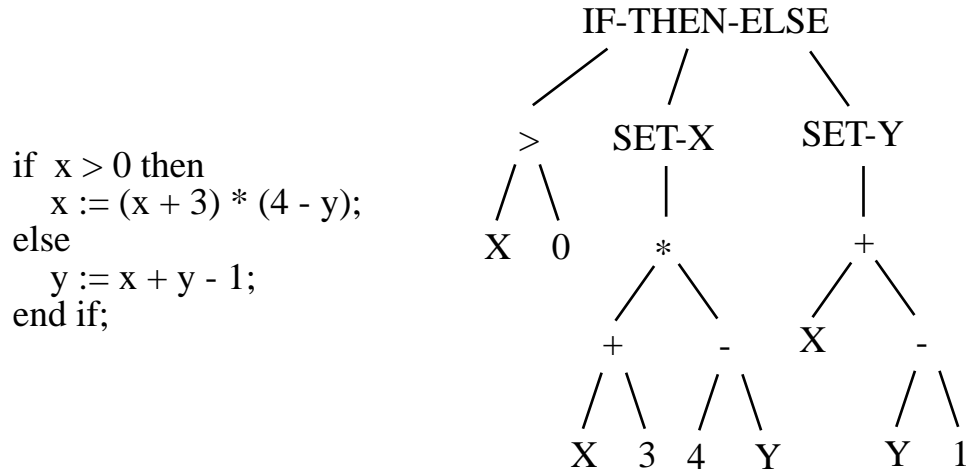 if x > 0 then
x := (x + 3) * (4 - y);
else
y := x + y - 1;
end if;
IF-THEN-ELSE
> SET-X SET-Y
X 0 * +
+ - X -
X 3 4 Y Y 1